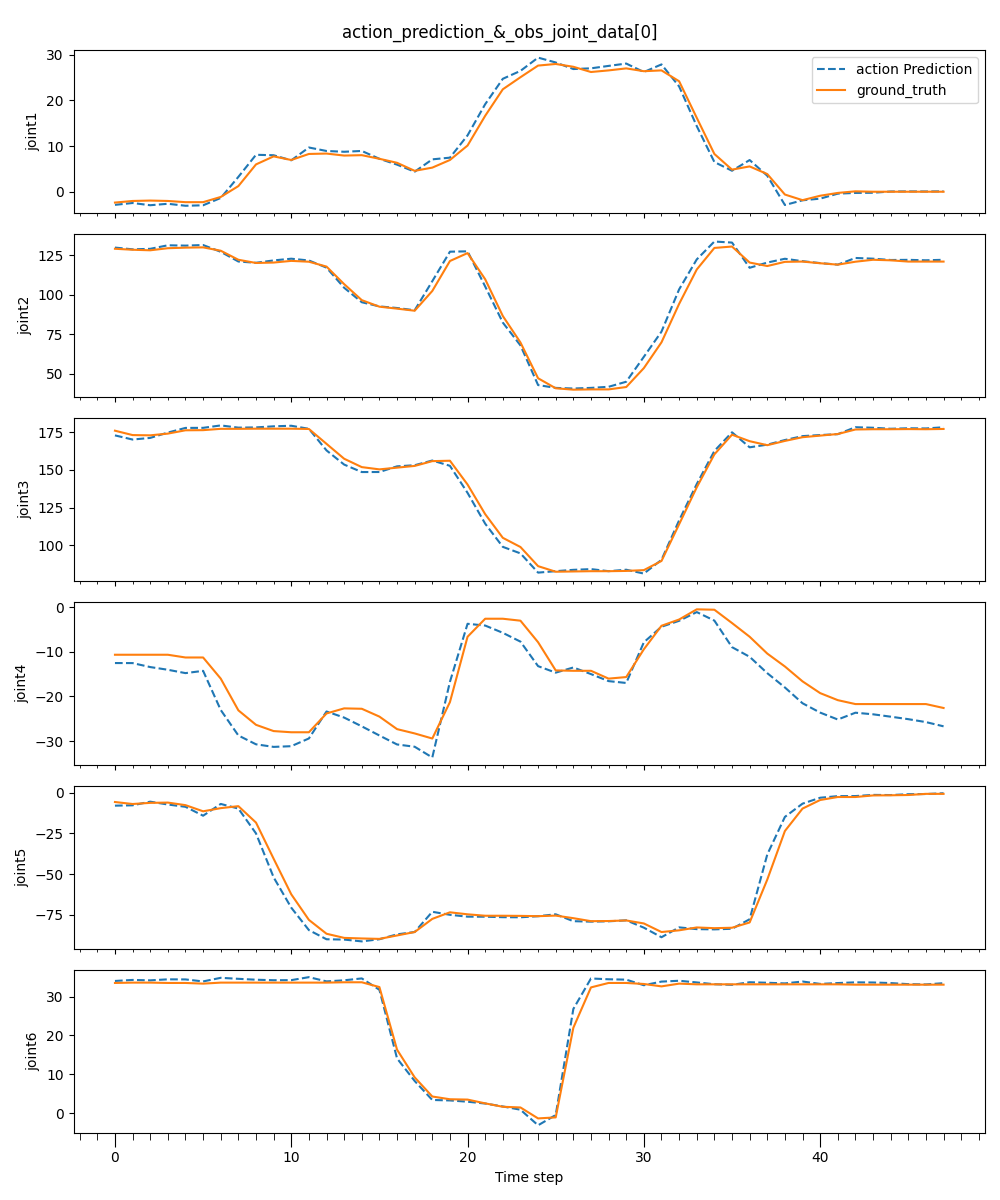 action_prediction_&_obs_joint_data[0]
30
20
10
0
joint1
action Prediction
ground_truth
125
100
75
50
joint2
175
150
125
100
joint3
0
−10
−20
−30
joint4
0
−25
−50
−75
joint5
30
20
10
0
joint6
0 10 20 30 40
Time step